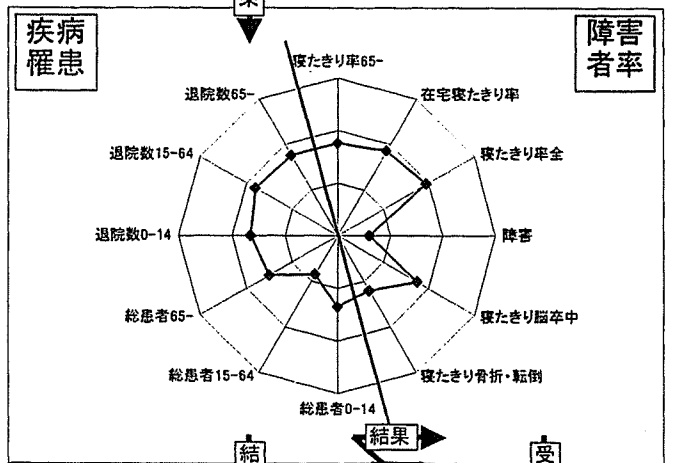 疾病
罹患
障害
者率
寝たきり率65-
退院数65-
在宅寝たきり率
退院数15-64
寝たきり率全
退院数0-14
障害
総患者65-
寝たきり脳卒中
総患者15-64
寝たきり骨折・転倒
総患者0-14
結果
結
受